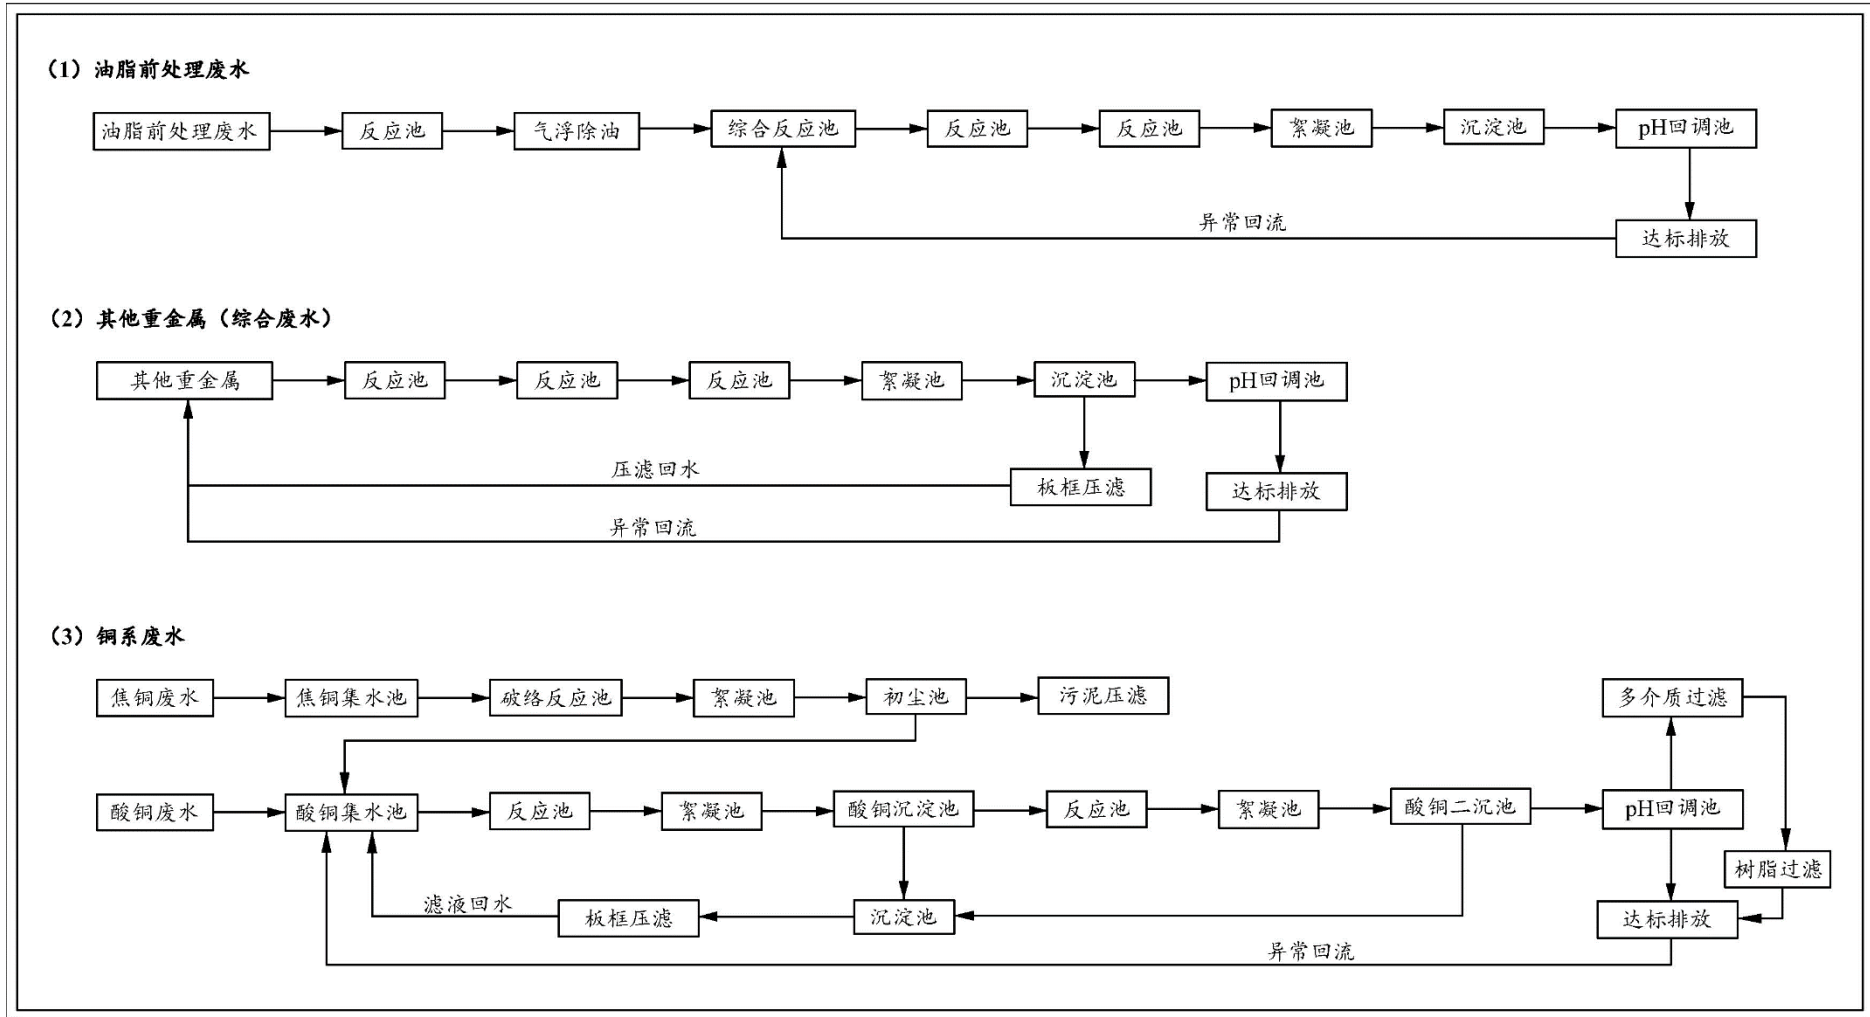 （1）油脂前处理废水
油脂前处理废水 反应池 气浮除油 综合反应池 反应池 反应池 絮凝池 沉淀池 pH回调池
异常回流
达标排放
（2）其他重金属（综合废水）
其他重金属 反应池 反应池 反应池 絮凝池 沉淀池 pH回调池
压滤回水
板框压滤 达标排放
异常回流
（3）铜系废水
焦铜废水 焦铜集水池 破络反应池 絮凝池 初尘池 污泥压滤 多介质过滤
酸铜废水 酸铜集水池 反应池 絮凝池 酸铜沉淀池 反应池 絮凝池 酸铜二沉池 pH回调池
树脂过滤
滤液回水 板框压滤 沉淀池 达标排放
异常回流